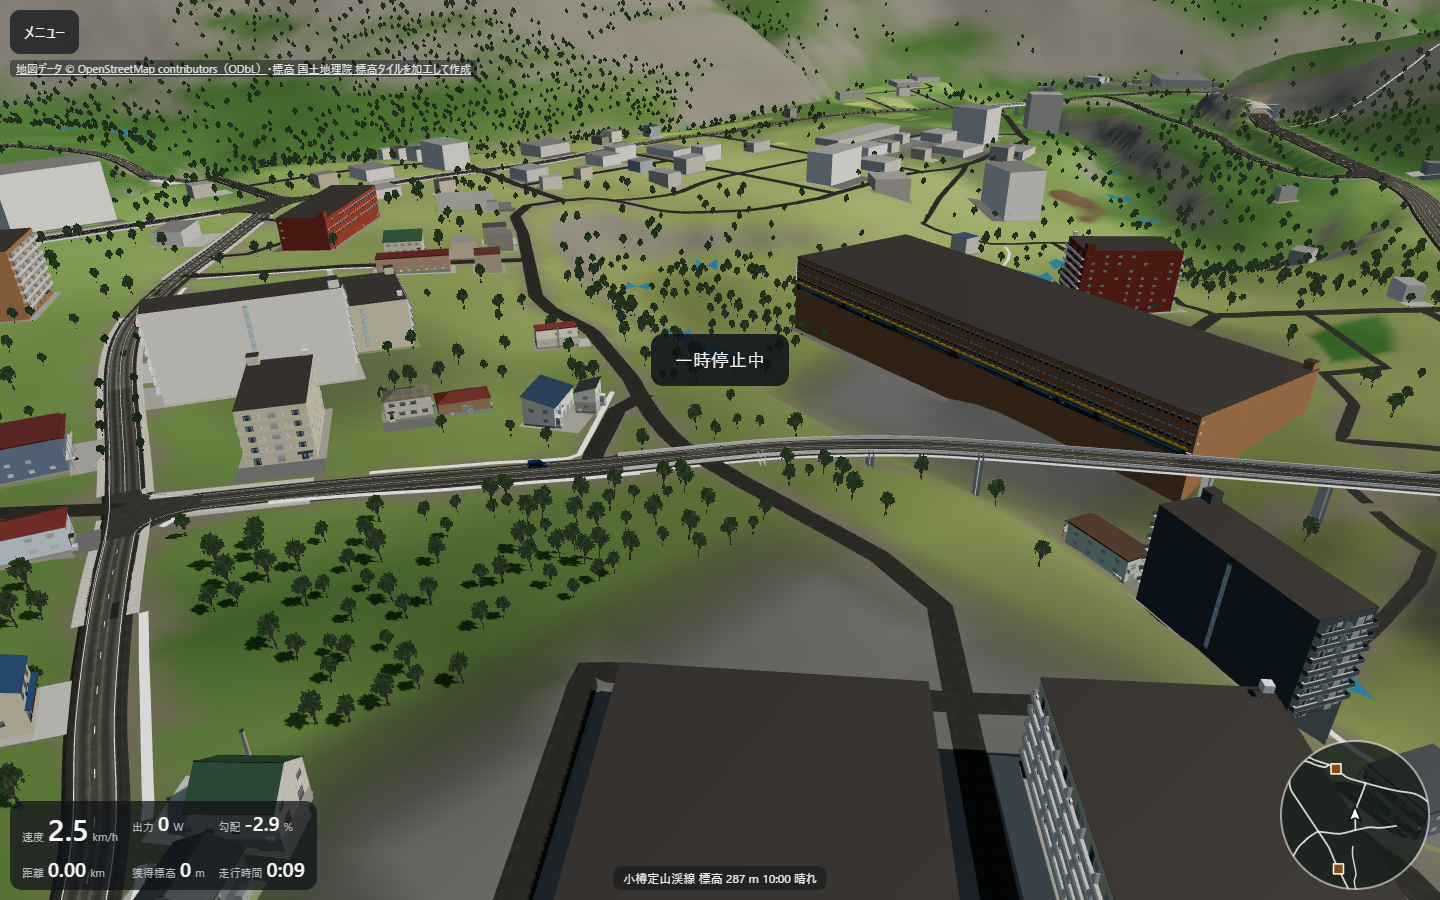 メニュー
地図データ © OpenStreetMap contributors（ODbL）・標高 国土地理院 標高タイルを加工して作成
一時停止中
速度 2.5 km/h 出力 0 W 勾配 -2.9 %
距離 0.00 km 獲得標高 0 m 走行時間 0:09
小樽定山渓線 標高 287 m 10:00 晴れ